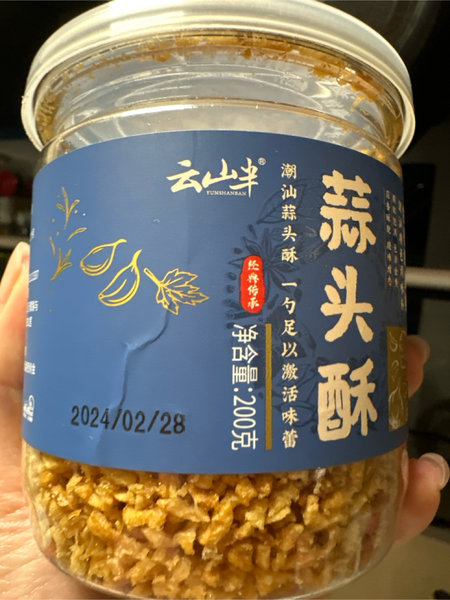 云山半®
YUNSHANBAN
蒜头酥
潮汕蒜头酥 一勺足以激活味蕾
经典传承
净含量:200克
2024/02/28